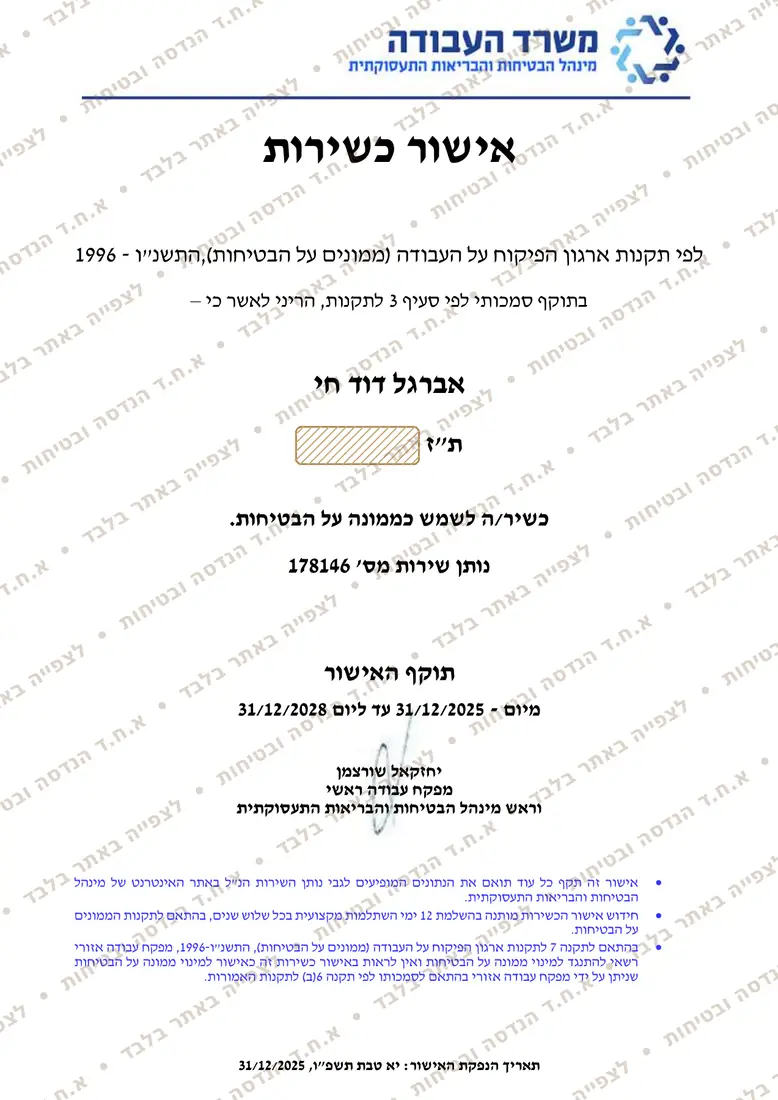 משרד העבודה
מינהל הבטיחות והבריאות התעסוקתית
אישור כשירות
לפי תקנות ארגון הפיקוח על העבודה (ממונים על הבטיחות),התשנ"ו - 1996
בתוקף סמכותי לפי סעיף 3 לתקנות, הריני לאשר כי –
אברגל דוד חי
ת"ז
כשיר/ה לשמש כממונה על הבטיחות.
נותן שירות מס' 178146
תוקף האישור
מיום - 31/12/2025 עד ליום 31/12/2028
יחזקאל שורצמן
מפקח עבודה ראשי
וראש מינהל הבטיחות והבריאות התעסוקתית
• אישור זה תקף כל עוד תואם את הנתונים המופיעים לגבי נותן השירות הנ"ל באתר האינטרנט של מינהל
הבטיחות והבריאות התעסוקתית.
• חידוש אישור הכשירות מותנה בהשלמת 12 ימי השתלמות מקצועית בכל שלוש שנים, בהתאם לתקנות הממונים
על הבטיחות.
• בהתאם לתקנה 7 לתקנות ארגון הפיקוח על העבודה (ממונים על הבטיחות), התשנ"ו-1996, מפקח עבודה אזורי
רשאי להתנגד למינוי ממונה על הבטיחות ואין לראות באישור כשירות זה כאישור למינוי ממונה על הבטיחות
שניתן על ידי מפקח עבודה אזורי בהתאם לסמכותו לפי תקנה 6(ב) לתקנות האמורות.
תאריך הנפקת האישור: יא טבת תשפ"ו, 31/12/2025
א.ח.ד הנדסה ובטיחות • לצפייה באתר בלבד